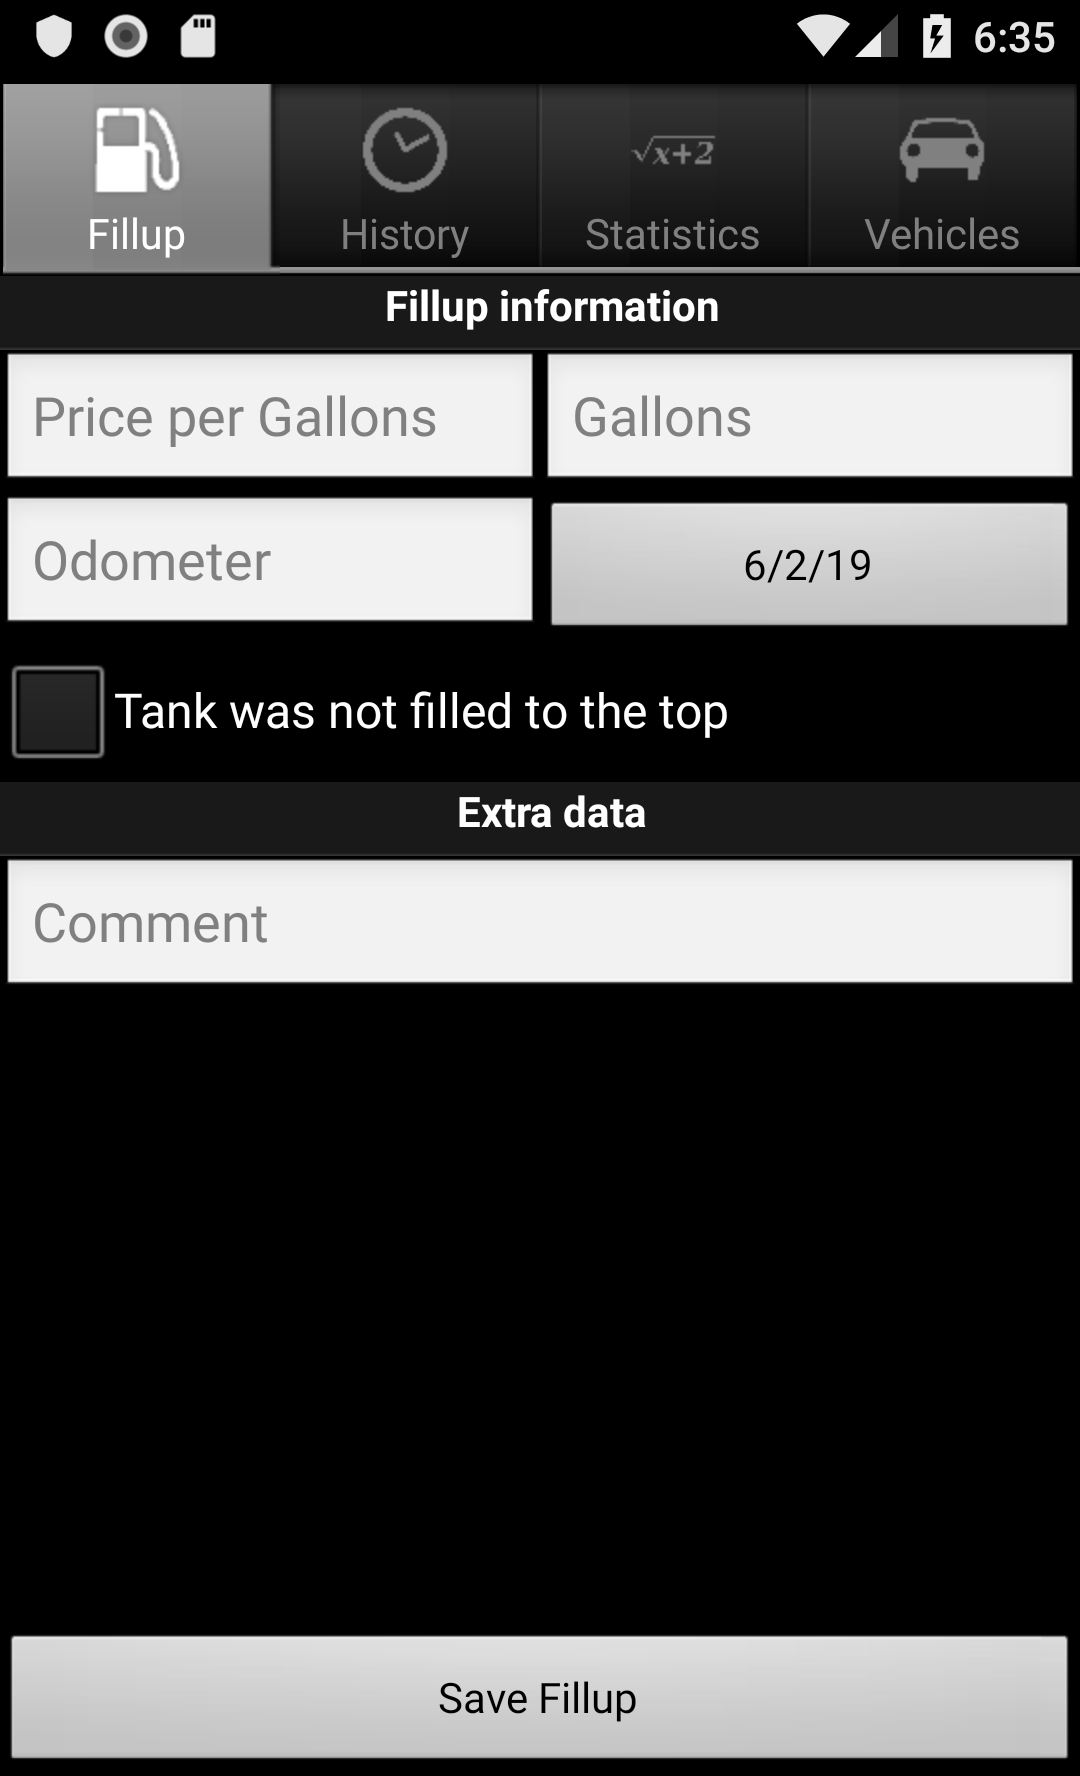 6:35
Fillup
History
√x+2
Statistics
Vehicles
Fillup information
Price per Gallons
Gallons
Odometer
6/2/19
Tank was not filled to the top
Extra data
Comment
Save Fillup